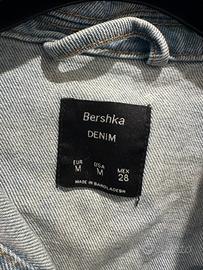 Bershka
DENIM
EUR USA MEX
M M 28
MADE IN BANGLADESH